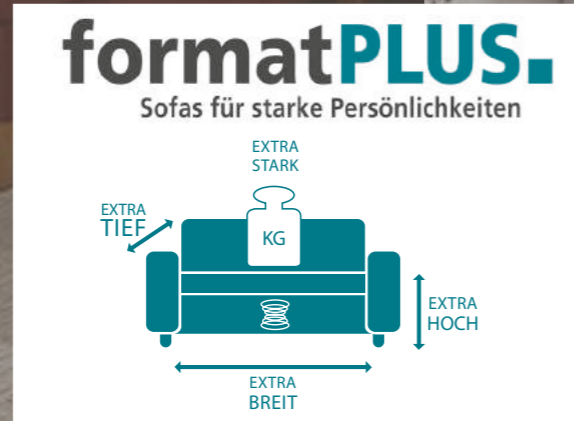 formatPLUS.
Sofas für starke Persönlichkeiten
EXTRA
STARK
EXTRA
TIEF
KG
EXTRA
HOCH
EXTRA
BREIT